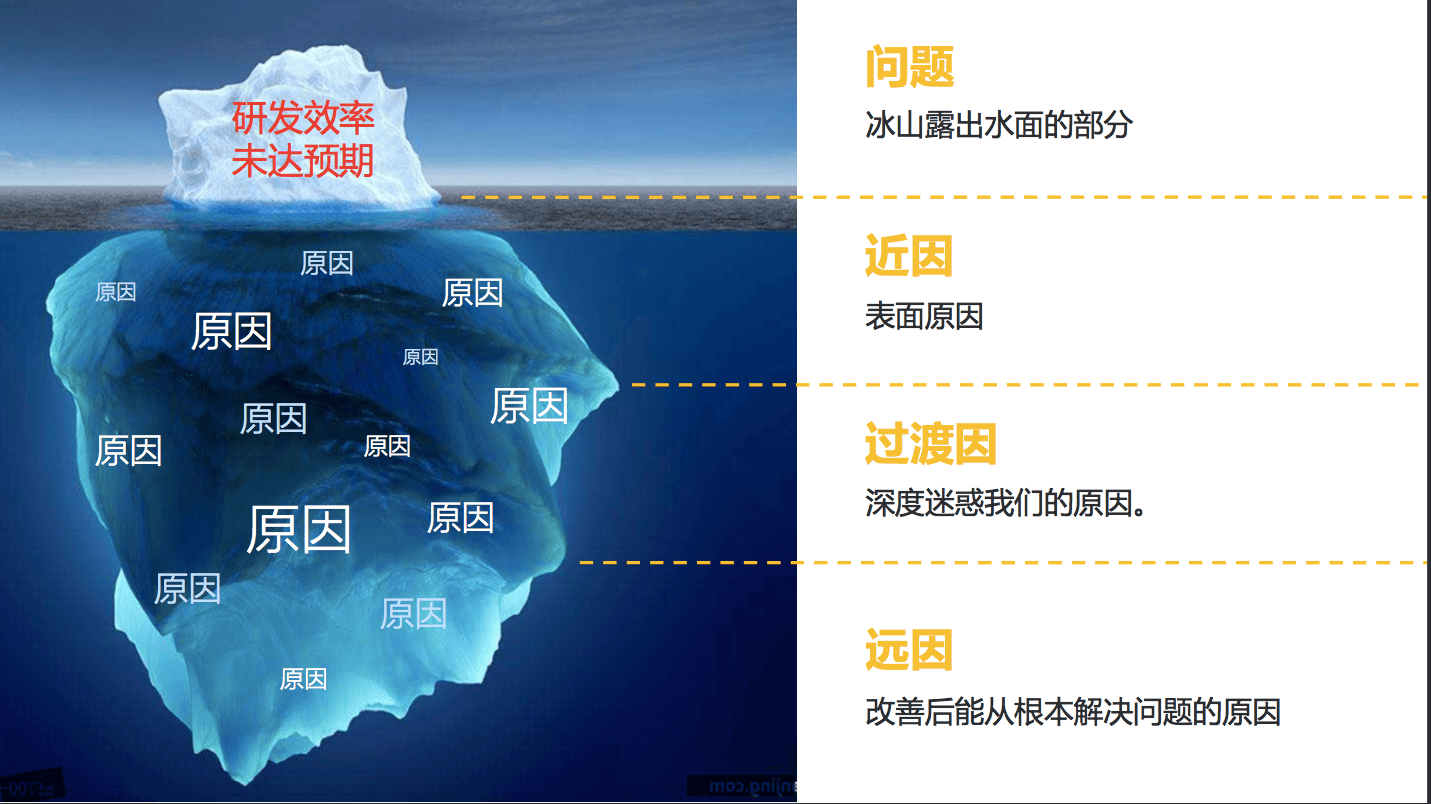 研发效率
未达预期
原因
原因
原因
原因
原因
原因
原因
原因
原因
原因
原因
原因
原因
原因
问题
冰山露出水面的部分
近因
表面原因
过渡因
深度迷惑我们的原因。
远因
改善后能从根本解决问题的原因